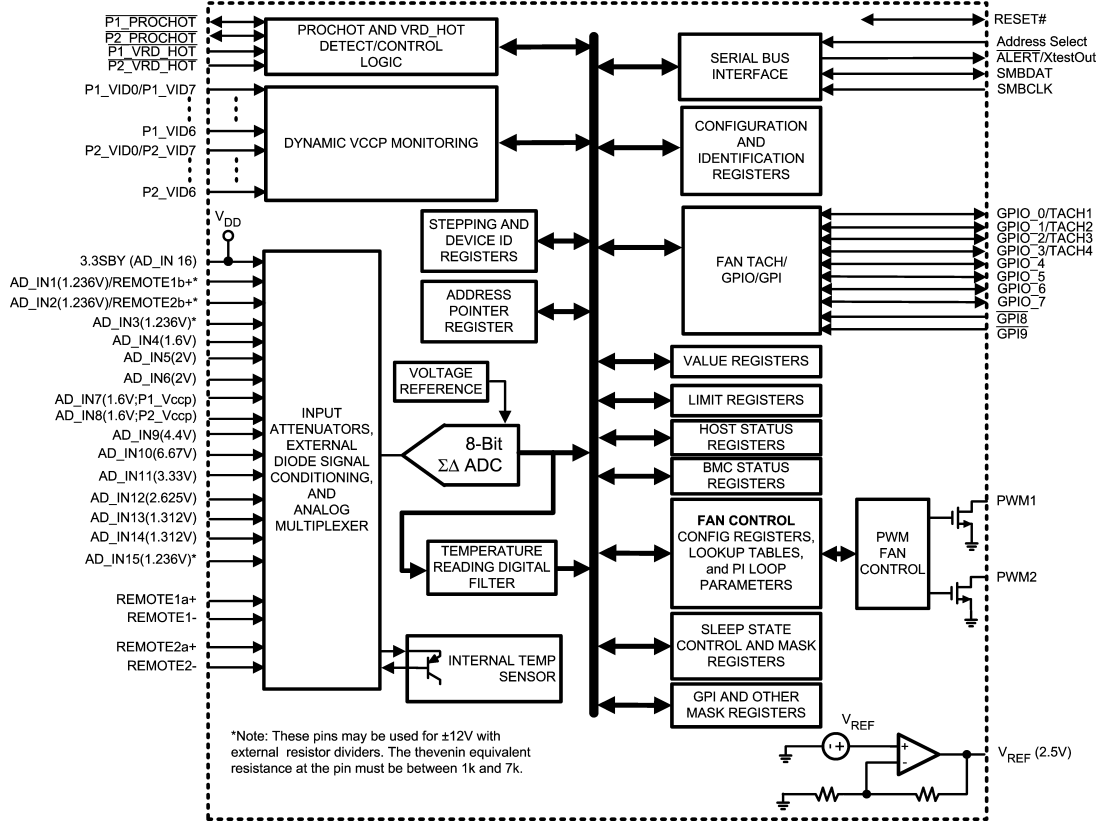 P1_PROCHOT
P2_PROCHOT
P1_VRD_HOT
P2_VRD_HOT
P1_VID0/P1_VID7
P1_VID6
P2_VID0/P2_VID7
P2_VID6
VDD
3.3SBY (AD_IN 16)
AD_IN1(1.236V)/REMOTE1b+*
AD_IN2(1.236V)/REMOTE2b+*
AD_IN3(1.236V)*
AD_IN4(1.6V)
AD_IN5(2V)
AD_IN6(2V)
AD_IN7(1.6V;P1_Vccp)
AD_IN8(1.6V;P2_Vccp)
AD_IN9(4.4V)
AD_IN10(6.67V)
AD_IN11(3.33V)
AD_IN12(2.625V)
AD_IN13(1.312V)
AD_IN14(1.312V)
AD_IN15(1.236V)*
REMOTE1a+
REMOTE1-
REMOTE2a+
REMOTE2-
PROCHOT AND VRD_HOT
DETECT/CONTROL
LOGIC
DYNAMIC VCCP MONITORING
STEPPING AND
DEVICE ID
REGISTERS
ADDRESS
POINTER
REGISTER
VOLTAGE
REFERENCE
INPUT
ATTENUATORS,
EXTERNAL
DIODE SIGNAL
CONDITIONING,
AND
ANALOG
MULTIPLEXER
8-Bit
ΣΔ ADC
TEMPERATURE
READING DIGITAL
FILTER
INTERNAL TEMP
SENSOR
*Note: These pins may be used for ±12V with
external resistor dividers. The thevenin equivalent
resistance at the pin must be between 1k and 7k.
SERIAL BUS
INTERFACE
CONFIGURATION
AND
IDENTIFICATION
REGISTERS
FAN TACH/
GPIO/GPI
VALUE REGISTERS
LIMIT REGISTERS
HOST STATUS
REGISTERS
BMC STATUS
REGISTERS
FAN CONTROL
CONFIG REGISTERS,
LOOKUP TABLES,
and PI LOOP
PARAMETERS
PWM
FAN
CONTROL
SLEEP STATE
CONTROL AND MASK
REGISTERS
GPI AND OTHER
MASK REGISTERS
VREF
- +
+
-
RESET#
Address Select
ALERT/XtestOut
SMBDAT
SMBCLK
GPIO_0/TACH1
GPIO_1/TACH2
GPIO_2/TACH3
GPIO_3/TACH4
GPIO_4
GPIO_5
GPIO_6
GPIO_7
GPI8
GPI9
PWM1
PWM2
VREF (2.5V)